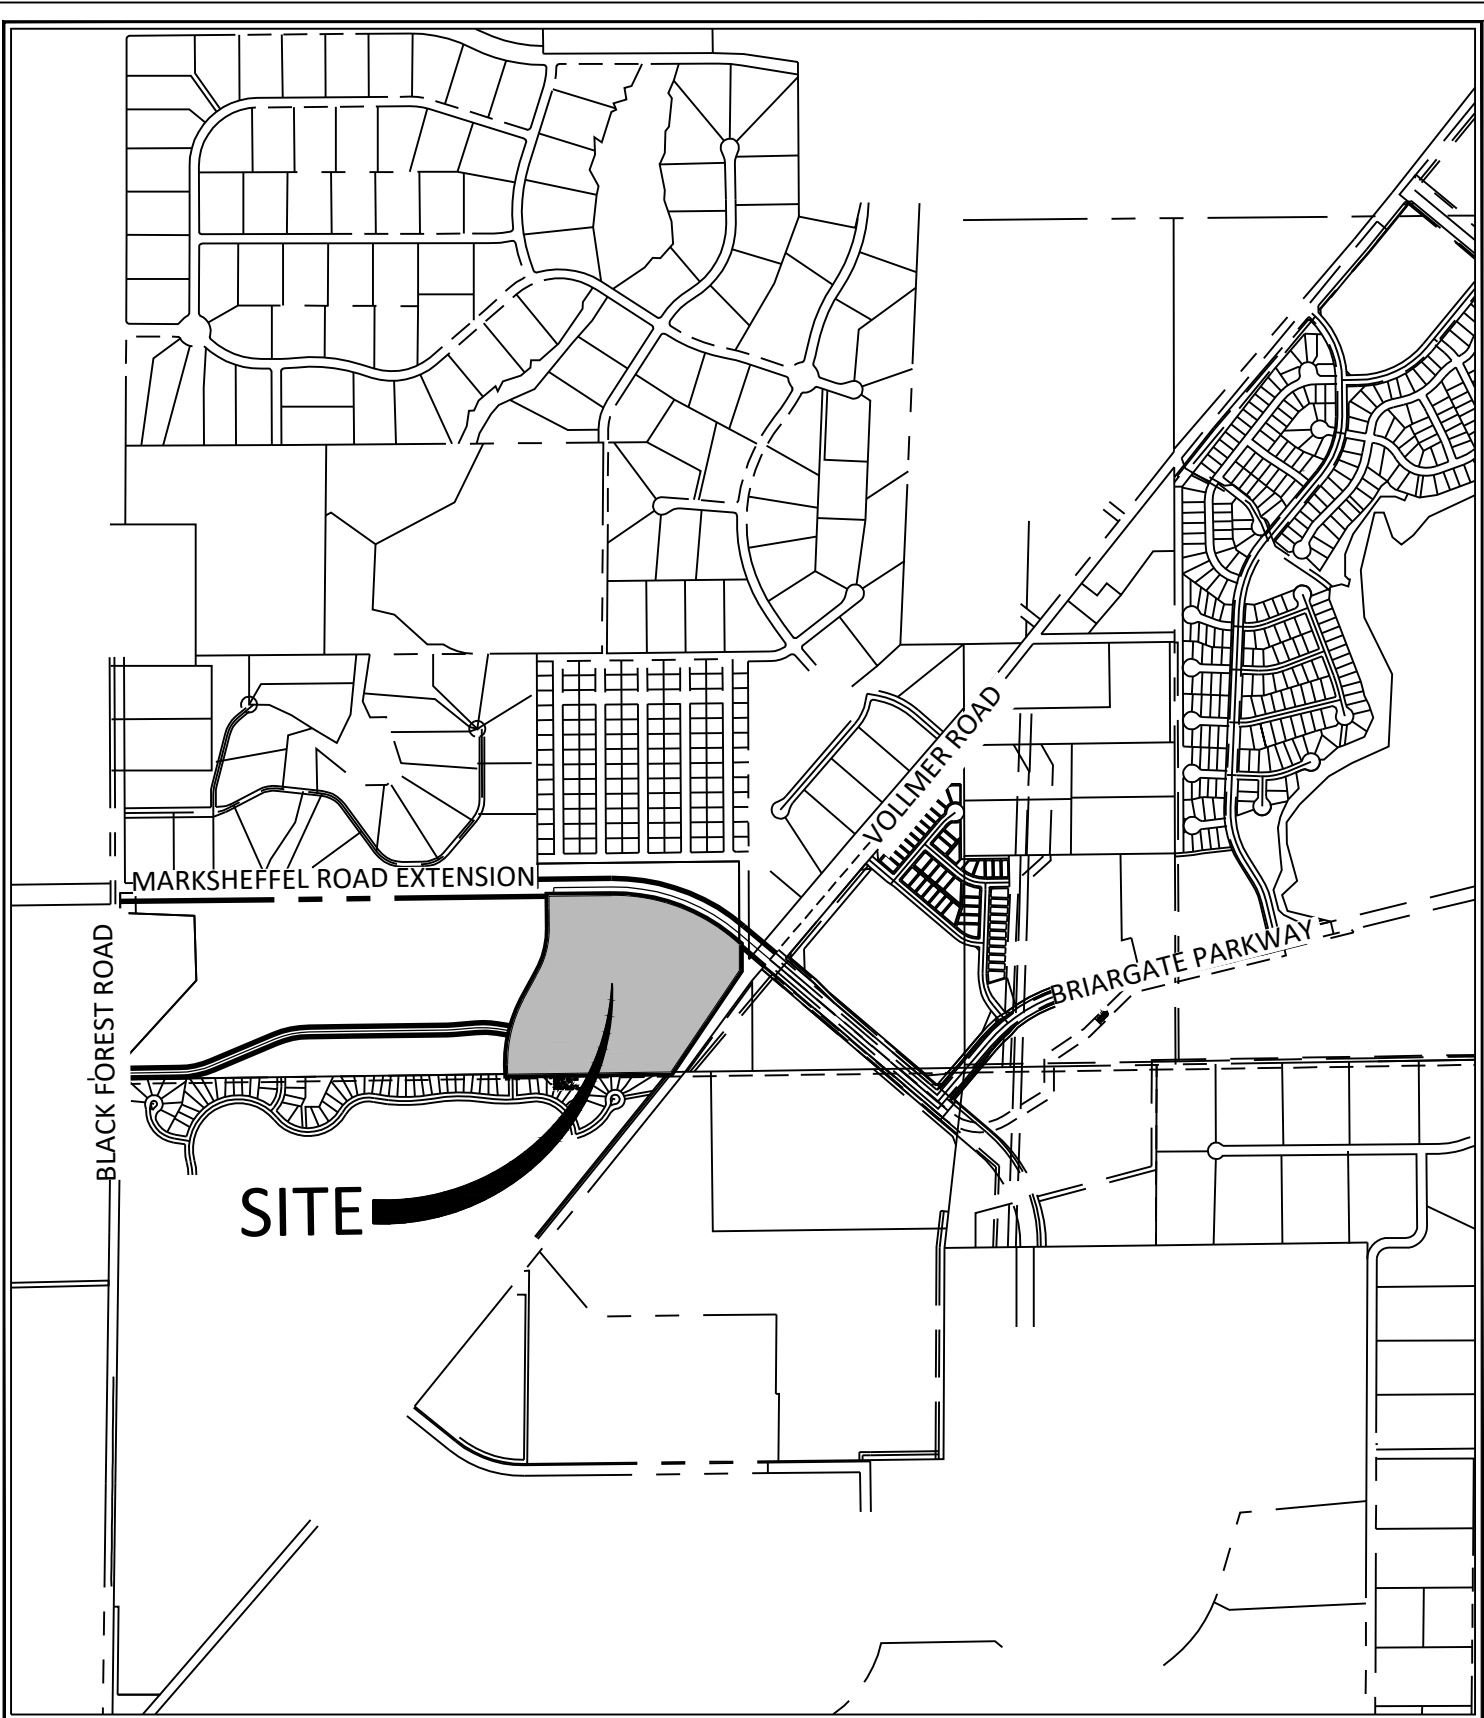 VOLLMER ROAD
MARKSHEFFEL ROAD EXTENSION
BLACK FOREST ROAD
BRIARGATE PARKWAY
SITE